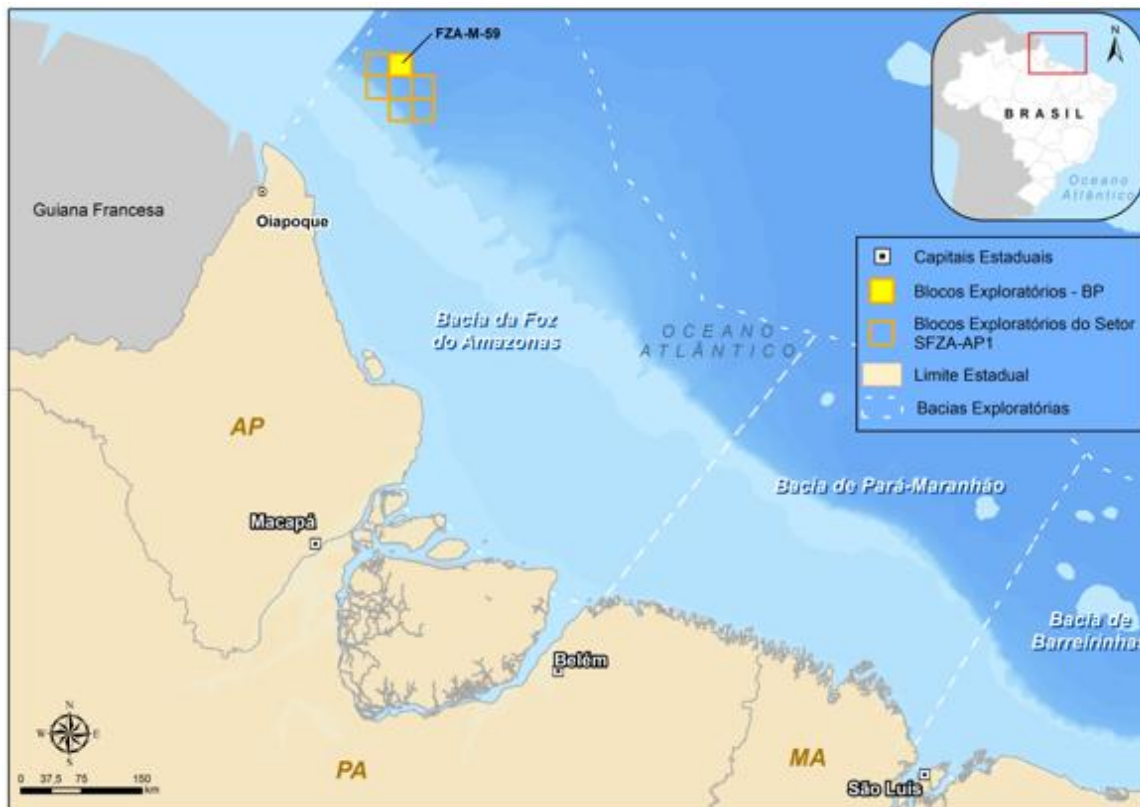 FZA-M-59
N
BRASIL
Oceano
Atlântico
Guiana Francesa
Oiapoque
Capitais Estaduais
Blocos Exploratórios - BP
Blocos Exploratórios do Setor
SFZA-AP1
Limite Estadual
Bacias Exploratórias
Bacia da Foz
do Amazonas
OCEANO
ATLÂNTICO
AP
Bacia de Pará-Maranhão
Macapá
Bacia de
Barreirinhas
Belém
N
W
E
S
0 37,5 75 150
km
PA
MA
São Luís